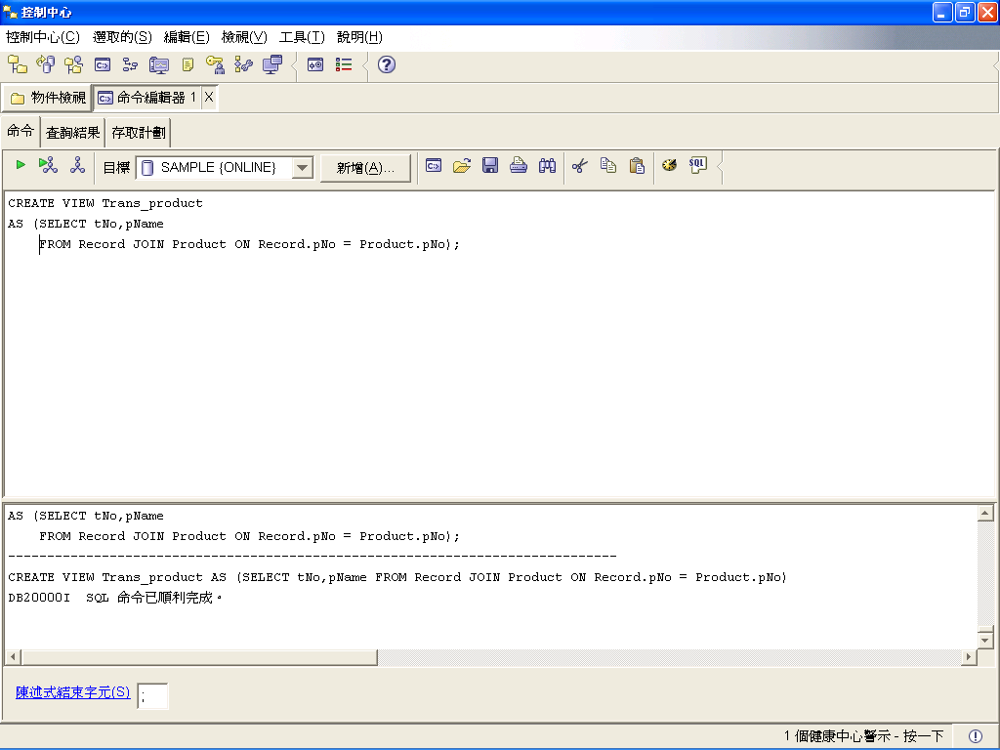 控制中心
控制中心(C) 選取的(S) 編輯(E) 檢視(V) 工具(T) 說明(H)
物件檢視 命令編輯器 1 X
命令 查詢結果 存取計劃
目標 SAMPLE {ONLINE} 新增(A)... SQL
CREATE VIEW Trans_product
AS (SELECT tNo,pName
FROM Record JOIN Product ON Record.pNo = Product.pNo);
AS (SELECT tNo,pName
FROM Record JOIN Product ON Record.pNo = Product.pNo);
------------------------------------------------------------------------------
CREATE VIEW Trans_product AS (SELECT tNo,pName FROM Record JOIN Product ON Record.pNo = Product.pNo)
DB20000I SQL 命令已順利完成。
陳述式結束字元(S) ;
1 個健康中心警示 - 按一下